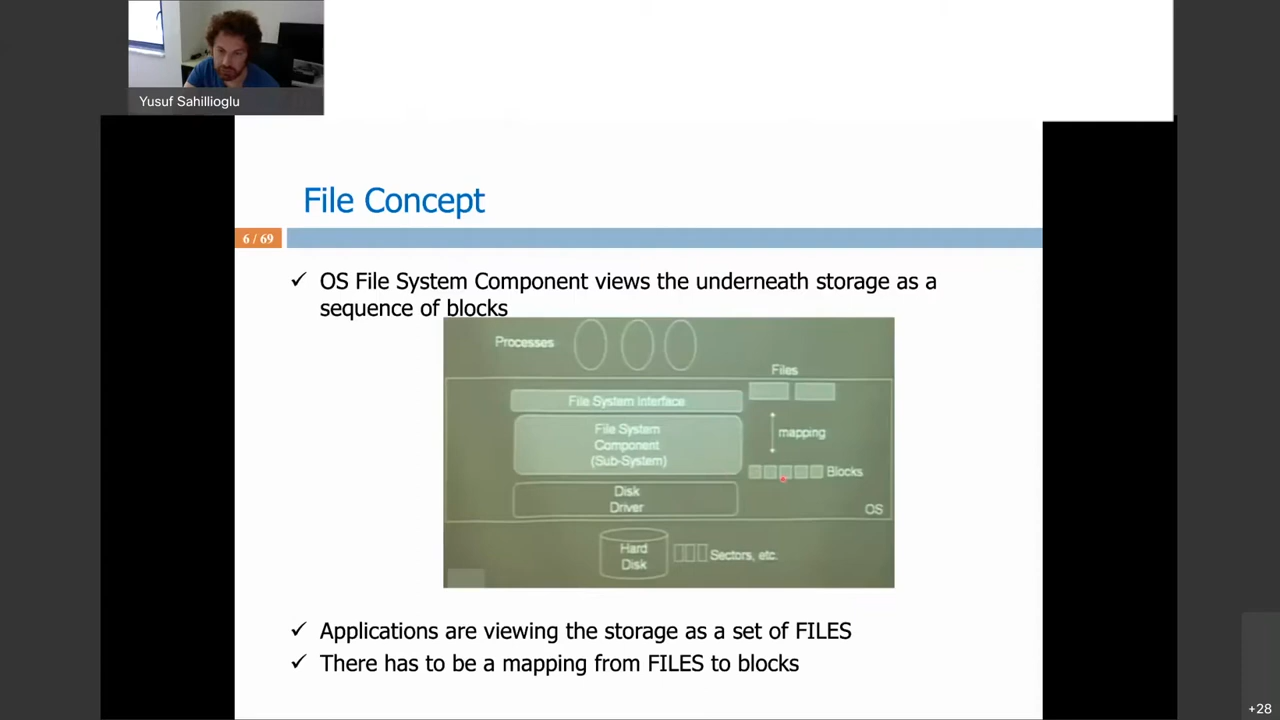 Yusuf Sahillioglu
File Concept
6 / 69
✓ OS File System Component views the underneath storage as a
sequence of blocks
Processes
Files
File System Interface
File System
Component
(Sub-System)
mapping
Blocks
Disk
Driver
OS
Hard
Disk
Sectors, etc.
✓ Applications are viewing the storage as a set of FILES
✓ There has to be a mapping from FILES to blocks
+28